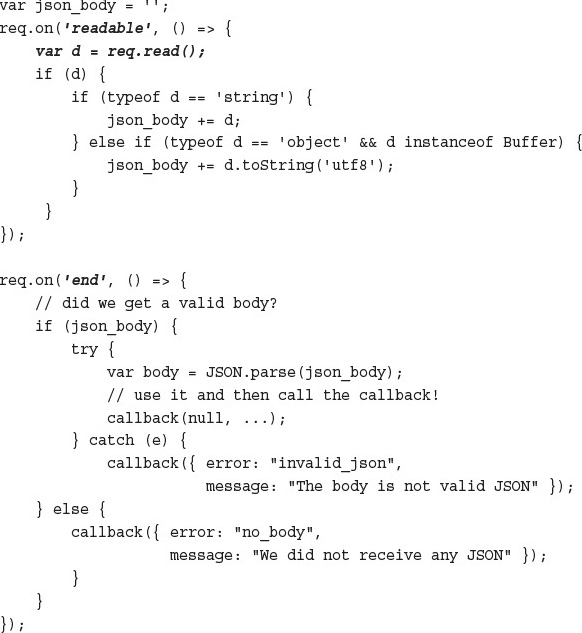 var json_body = '';
req.on('readable', () => {
    var d = req.read();
    if (d) {
        if (typeof d == 'string') {
            json_body += d;
        } else if (typeof d == 'object' && d instanceof Buffer) {
            json_body += d.toString('utf8');
        }
     }
});

req.on('end', () => {
    // did we get a valid body?
    if (json_body) {
        try {
            var body = JSON.parse(json_body);
            // use it and then call the callback!
            callback(null, ...);
        } catch (e) {
            callback({ error: "invalid_json",
                       message: "The body is not valid JSON" });
    } else {
        callback({ error: "no_body",
                   message: "We did not receive any JSON" });
        }
    }
});